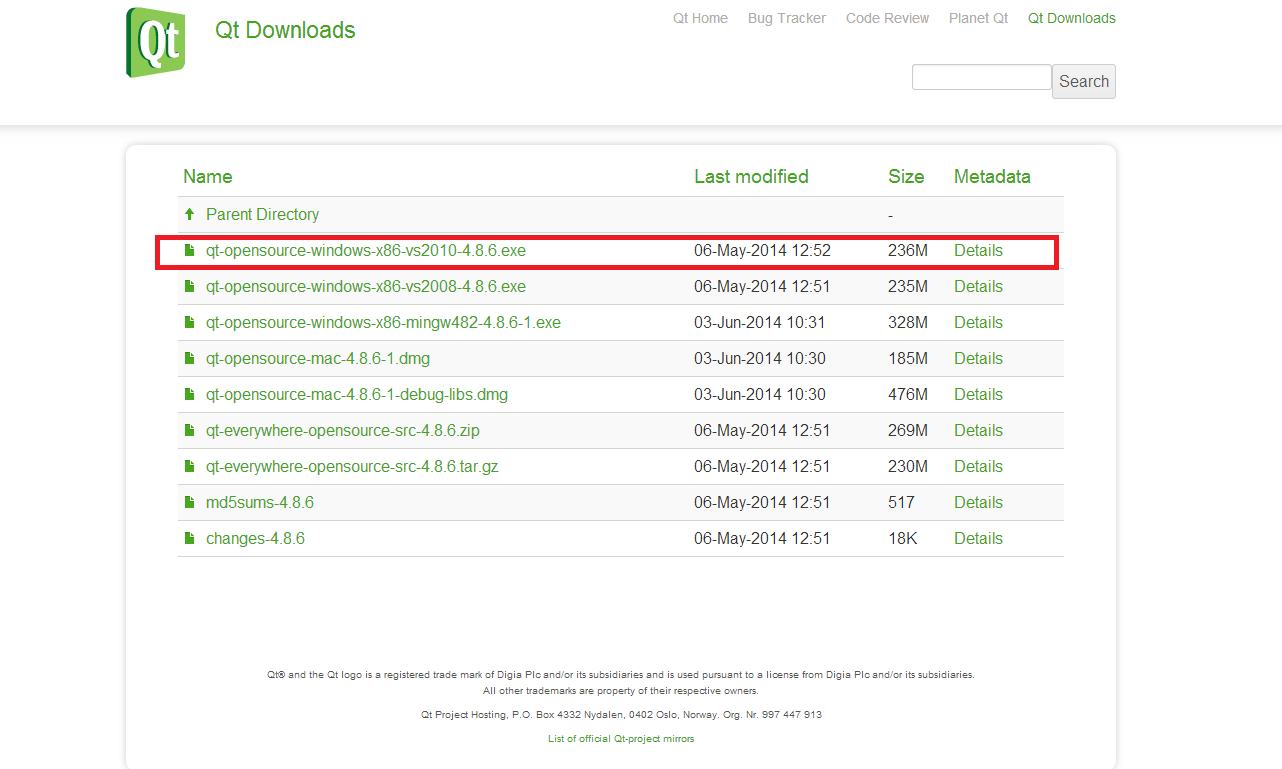 Qt
Qt Downloads
Qt Home Bug Tracker Code Review Planet Qt Qt Downloads
Search
Name Last modified Size Metadata
Parent Directory -
qt-opensource-windows-x86-vs2010-4.8.6.exe 06-May-2014 12:52 236M Details
qt-opensource-windows-x86-vs2008-4.8.6.exe 06-May-2014 12:51 235M Details
qt-opensource-windows-x86-mingw482-4.8.6-1.exe 03-Jun-2014 10:31 328M Details
qt-opensource-mac-4.8.6-1.dmg 03-Jun-2014 10:30 185M Details
qt-opensource-mac-4.8.6-1-debug-libs.dmg 03-Jun-2014 10:30 476M Details
qt-everywhere-opensource-src-4.8.6.zip 06-May-2014 12:51 269M Details
qt-everywhere-opensource-src-4.8.6.tar.gz 06-May-2014 12:51 230M Details
md5sums-4.8.6 06-May-2014 12:51 517 Details
changes-4.8.6 06-May-2014 12:51 18K Details
Qt® and the Qt logo is a registered trade mark of Digia Plc and/or its subsidiaries and is used pursuant to a license from Digia Plc and/or its subsidiaries.
All other trademarks are property of their respective owners.
Qt Project Hosting, P.O. Box 4332 Nydalen, 0402 Oslo, Norway. Org. Nr. 997 447 913
List of official Qt-project mirrors